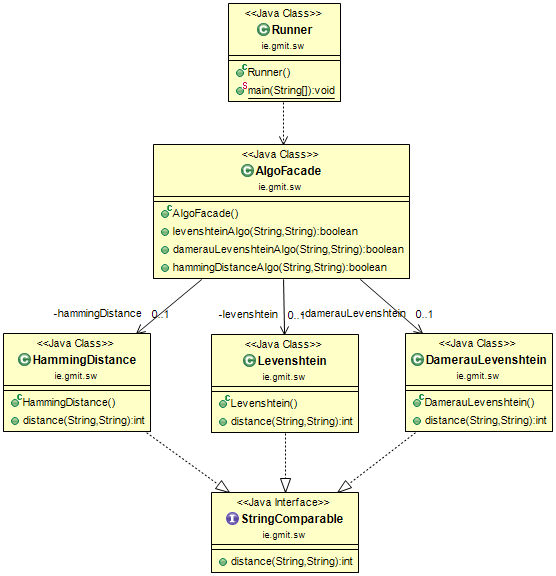 <<Java Class>>
Runner
ie.gmit.sw
Runner()
main(String[]):void
<<Java Class>>
AlgoFacade
ie.gmit.sw
AlgoFacade()
levenshteinAlgo(String,String):boolean
damerauLevenshteinAlgo(String,String):boolean
hammingDistanceAlgo(String,String):boolean
-hammingDistance 0..1
-levenshtein 0..1
-damerauLevenshtein 0..1
<<Java Class>>
HammingDistance
ie.gmit.sw
HammingDistance()
distance(String,String):int
<<Java Class>>
Levenshtein
ie.gmit.sw
Levenshtein()
distance(String,String):int
<<Java Class>>
DamerauLevenshtein
ie.gmit.sw
DamerauLevenshtein()
distance(String,String):int
<<Java Interface>>
StringComparable
ie.gmit.sw
distance(String,String):int